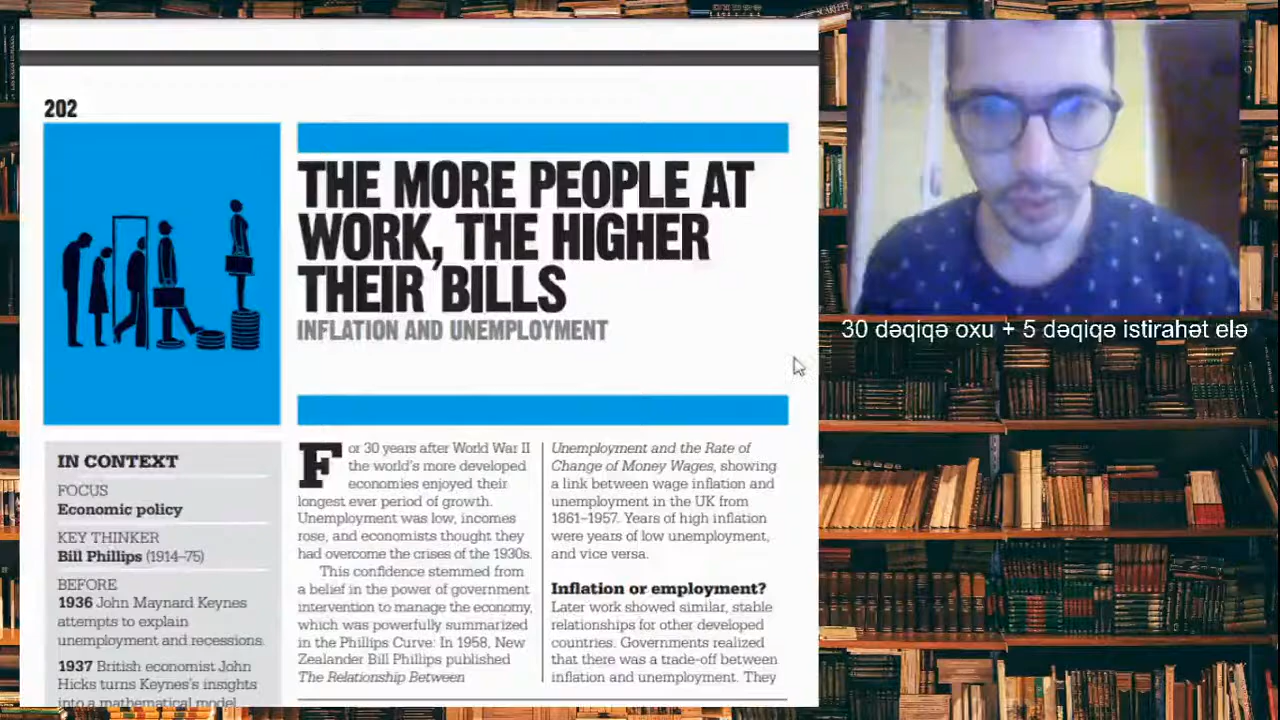 202
THE MORE PEOPLE AT
WORK, THE HIGHER
THEIR BILLS
INFLATION AND UNEMPLOYMENT
IN CONTEXT
FOCUS
Economic policy
KEY THINKER
Bill Phillips (1914–75)
BEFORE
1936 John Maynard Keynes
attempts to explain
unemployment and recessions.
1937 British economist John
Hicks turns Keynes's insights
into a mathematical model.
For 30 years after World War II
the world's more developed
economies enjoyed their
longest ever period of growth.
Unemployment was low, incomes
rose, and economists thought they
had overcome the crises of the 1930s.
This confidence stemmed from
a belief in the power of government
intervention to manage the economy,
which was powerfully summarized
in the Phillips Curve: In 1958, New
Zealander Bill Phillips published
The Relationship Between
Unemployment and the Rate of
Change of Money Wages, showing
a link between wage inflation and
unemployment in the UK from
1861–1957. Years of high inflation
were years of low unemployment,
and vice versa.
Inflation or employment?
Later work showed similar, stable
relationships for other developed
countries. Governments realized
that there was a trade-off between
inflation and unemployment. They
30 dəqiqə oxu + 5 dəqiqə istirahət elə